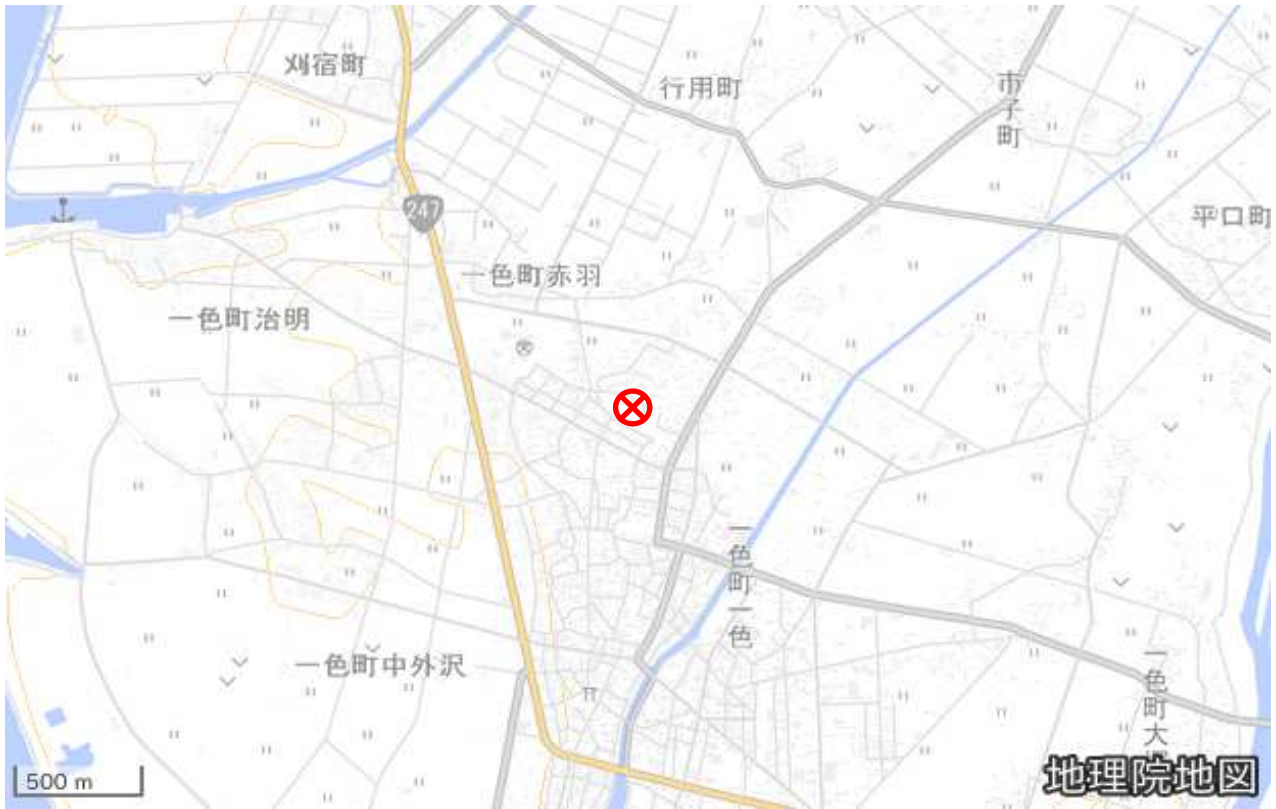 刈宿町
行用町
市子町
247
平口町
一色町赤羽
一色町治明
一色町一色
一色町中外沢
一色町大
500 m
地理院地図